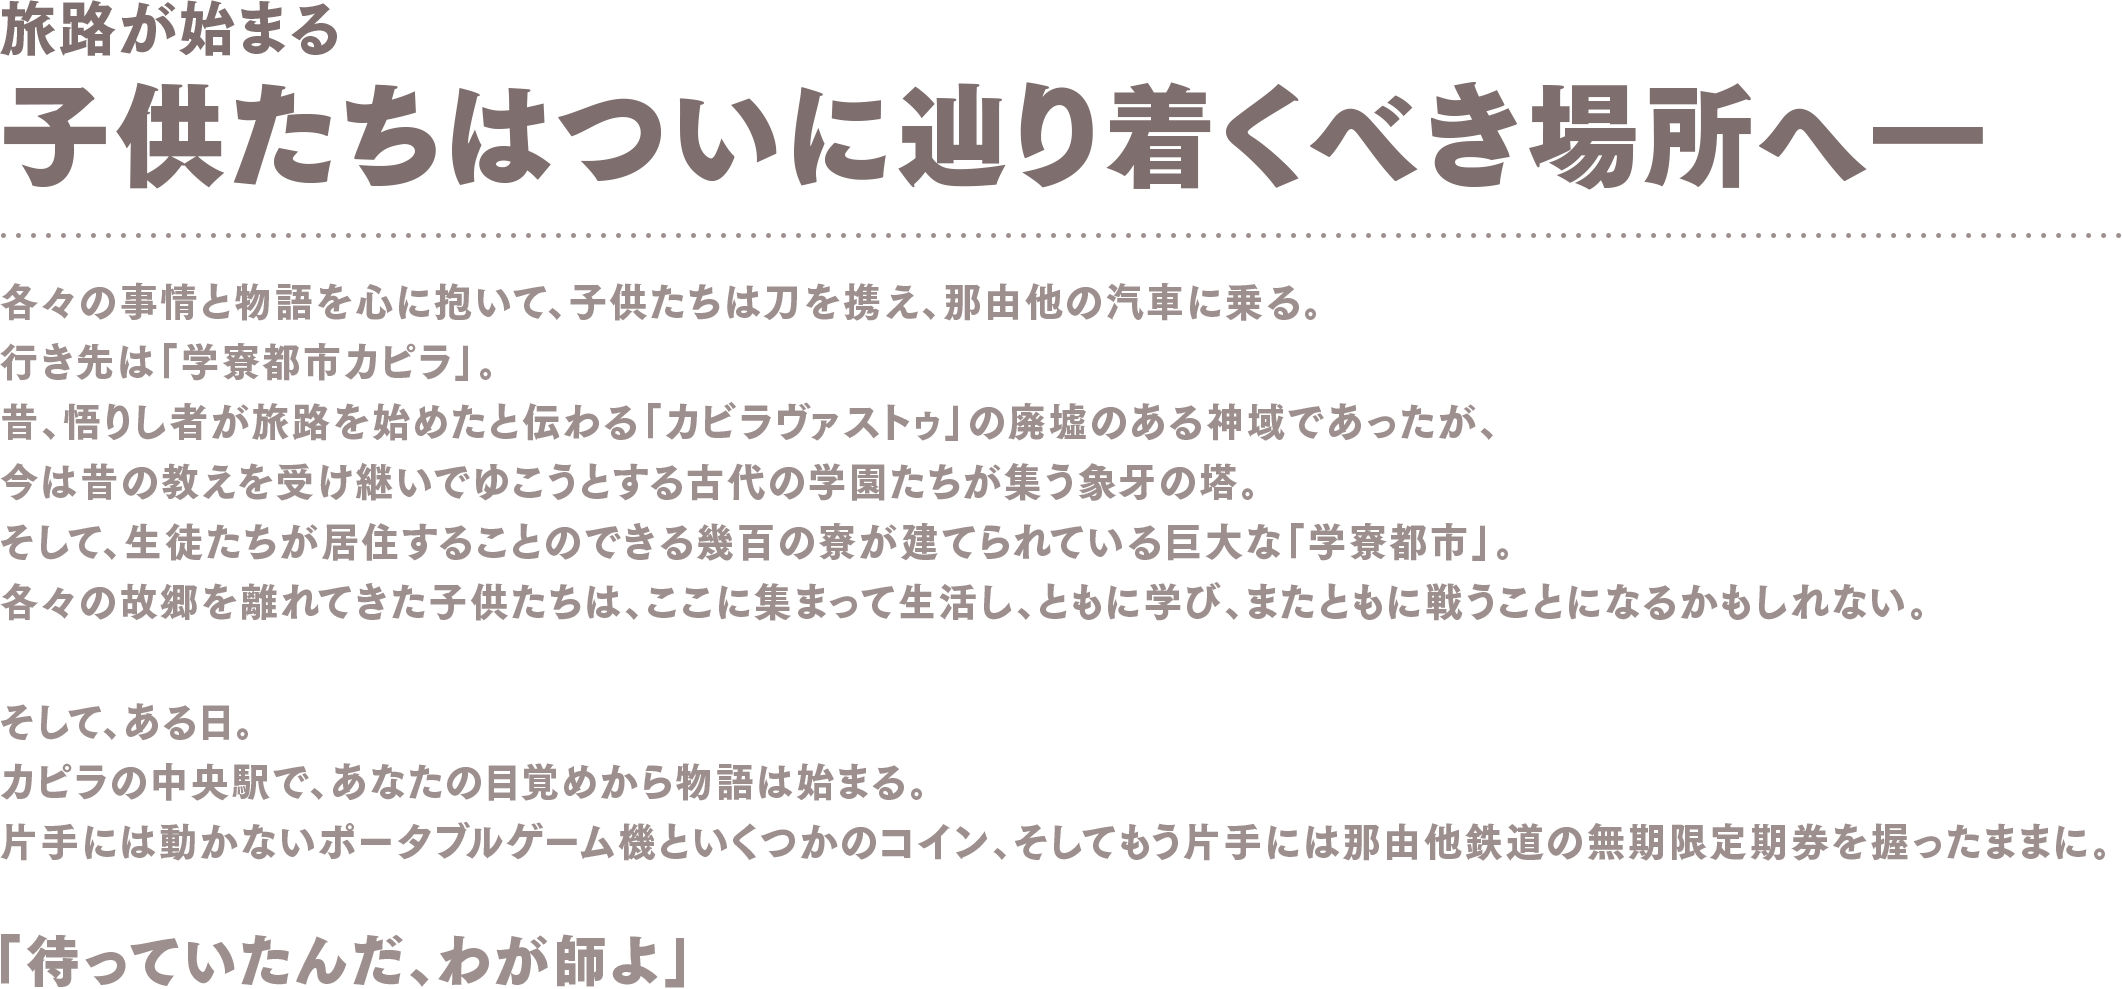 旅路が始まる
子供たちはついに辿り着くべき場所へ―
各々の事情と物語を心に抱いて、子供たちは刀を携え、那由他の汽車に乗る。
行き先は「学寮都市カピラ」。
昔、悟りし者が旅路を始めたと伝わる「カピラヴァストゥ」の廃墟のある神域であったが、
今は昔の教えを受け継いでゆこうとする古代の学園たちが集う象牙の塔。
そして、生徒たちが居住することのできる幾百の寮が建てられている巨大な「学寮都市」。
各々の故郷を離れてきた子供たちは、ここに集まって生活し、ともに学び、またともに戦うことになるかもしれない。
そして、ある日。
カピラの中央駅で、あなたの目覚めから物語は始まる。
片手には動かないポータブルゲーム機といくつかのコイン、そしてもう片手には那由他鉄道の無期限定期券を握ったままに。
「待っていたんだ、わが師よ」